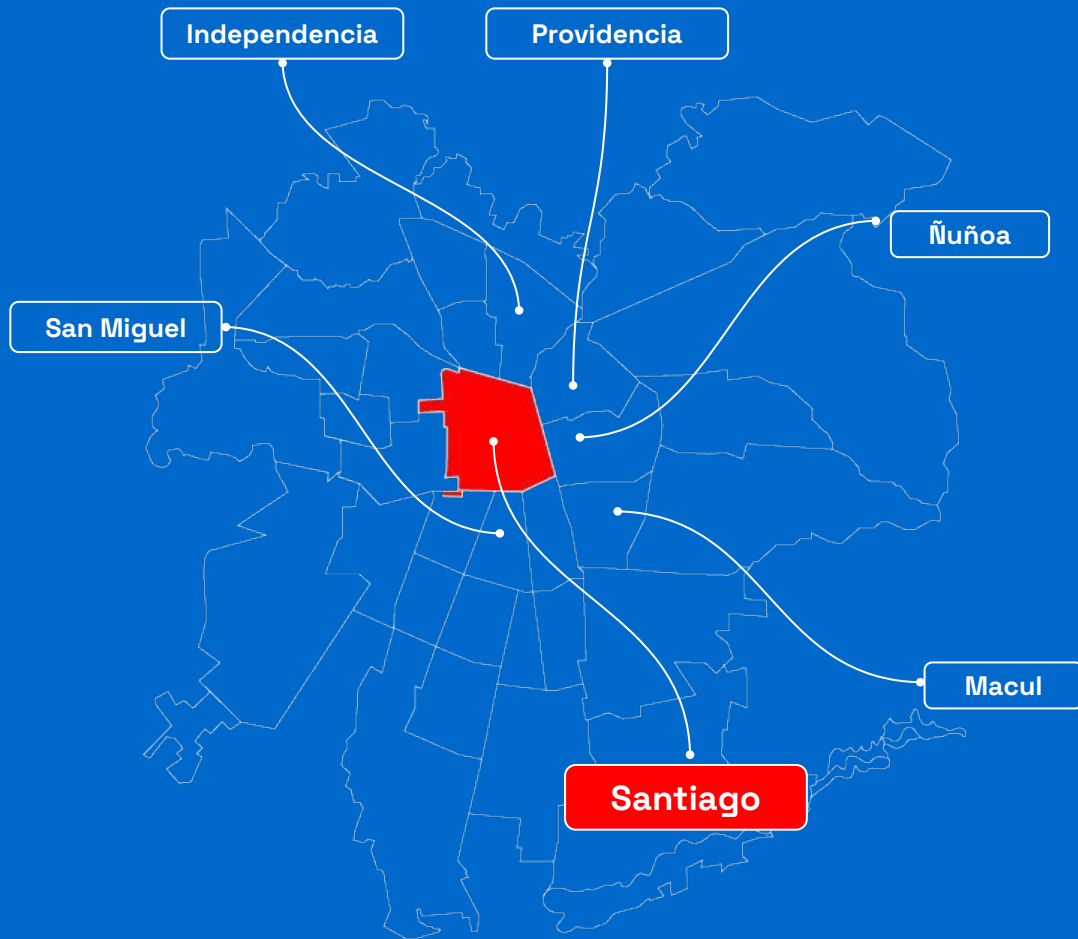 Independencia
Providencia
Ñuñoa
San Miguel
Macul
Santiago